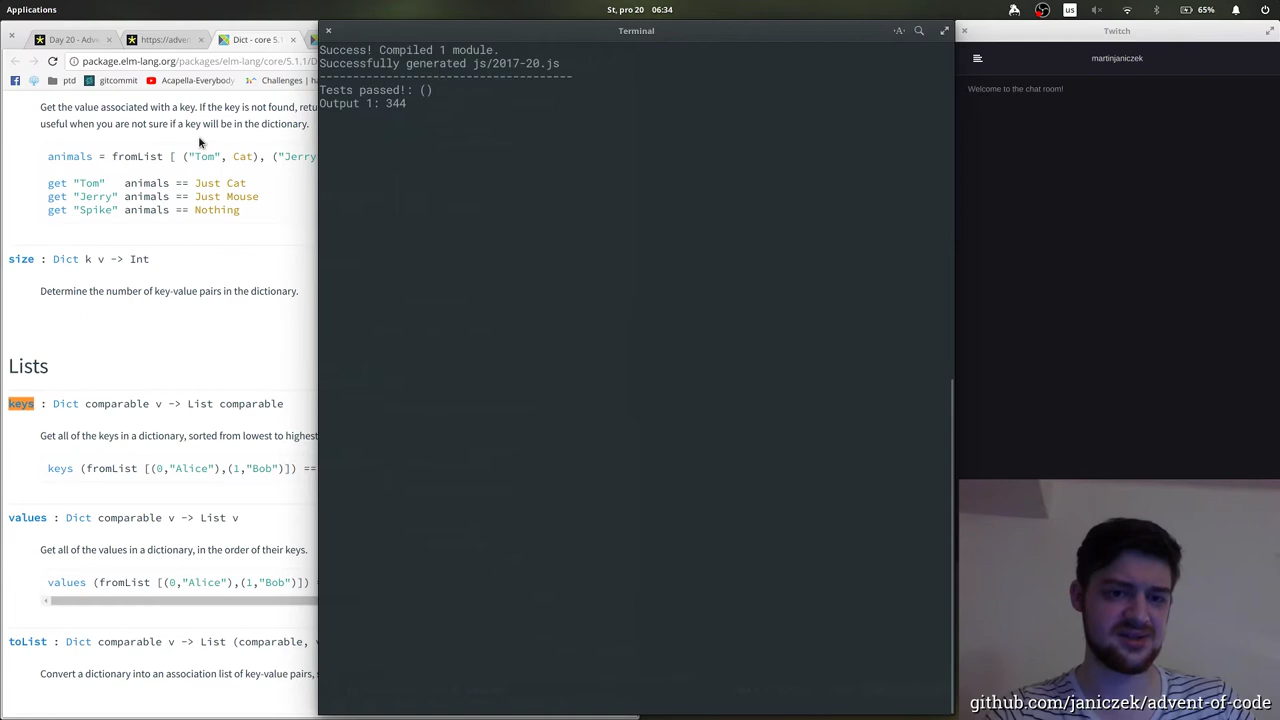 Applications
St, pro 20 06:34
us
65%
Day 20 - Adve
https://adven
Dict - core 5.1
package.elm-lang.org/packages/elm-lang/core/5.1.1/D
ptd
gitcommit
Acapella-Everybody
Challenges | ha
Get the value associated with a key. If the key is not found, retu
useful when you are not sure if a key will be in the dictionary.
animals = fromList [ ("Tom", Cat), ("Jerry
get "Tom" animals == Just Cat
get "Jerry" animals == Just Mouse
get "Spike" animals == Nothing
size : Dict k v -> Int
Determine the number of key-value pairs in the dictionary.
Lists
keys : Dict comparable v -> List comparable
Get all of the keys in a dictionary, sorted from lowest to highest
keys (fromList [(0,"Alice"),(1,"Bob")]) ==
values : Dict comparable v -> List v
Get all of the values in a dictionary, in the order of their keys.
values (fromList [(0,"Alice"),(1,"Bob")]) =
toList : Dict comparable v -> List (comparable, v
Convert a dictionary into an association list of key-value pairs, s
Terminal
Success! Compiled 1 module.
Successfully generated js/2017-20.js
--------------------------------------
Tests passed!: ()
Output 1: 344
Twitch
martinjaniczek
Welcome to the chat room!
github.com/janiczek/advent-of-code